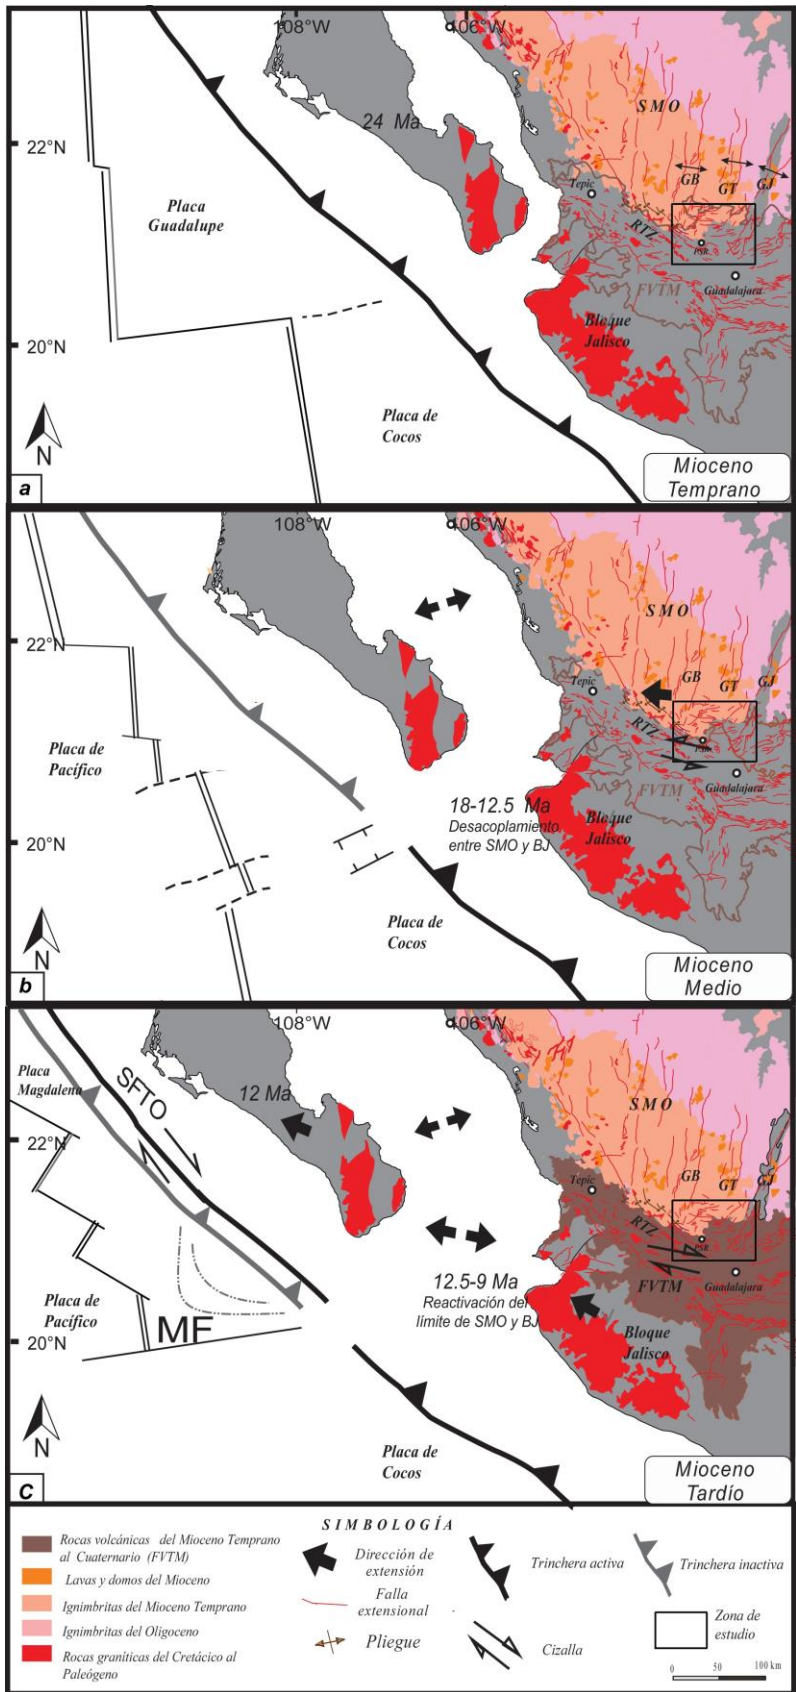 108°W
106°W
SMO
24 Ma
22°N
GB
GT
GJ
Tepic
Placa
Guadalupe
RTZ
PSR
Guadalajara
FVTM
Bloque
Jalisco
20°N
Placa de
Cocos
N
a
Mioceno
Temprano
108°W
106°W
SMO
22°N
GB
GT
GJ
Tepic
RTZ
PSR
Placa de
Pacífico
Guadalajara
FVTM
18-12.5 Ma
Desacoplamiento
entre SMO y BJ
Bloque
Jalisco
20°N
Placa de
Cocos
N
b
Mioceno
Medio
108°W
106°W
Placa
Magdalena
SFTO
12 Ma
SMO
22°N
GB
GT
GJ
Tepic
RTZ
PSR
12.5-9 Ma
Reactivación del
límite de SMO y BJ
FVTM
Guadalajara
Placa de
Pacífico
MF
Bloque
Jalisco
20°N
Placa de
Cocos
N
C
Mioceno
Tardío
SIMBOLOGÍA
Rocas volcánicas del Mioceno Temprano
al Cuaternario (FVTM)
Lavas y domos del Mioceno
Ignimbritas del Mioceno Temprano
Ignimbritas del Oligoceno
Rocas graníticas del Cretácico al
Paleógeno
Dirección de
extensión
Falla
extensional
Pliegue
Trinchera activa
Cizalla
Trinchera inactiva
Zona de
estudio
0 50 100 km